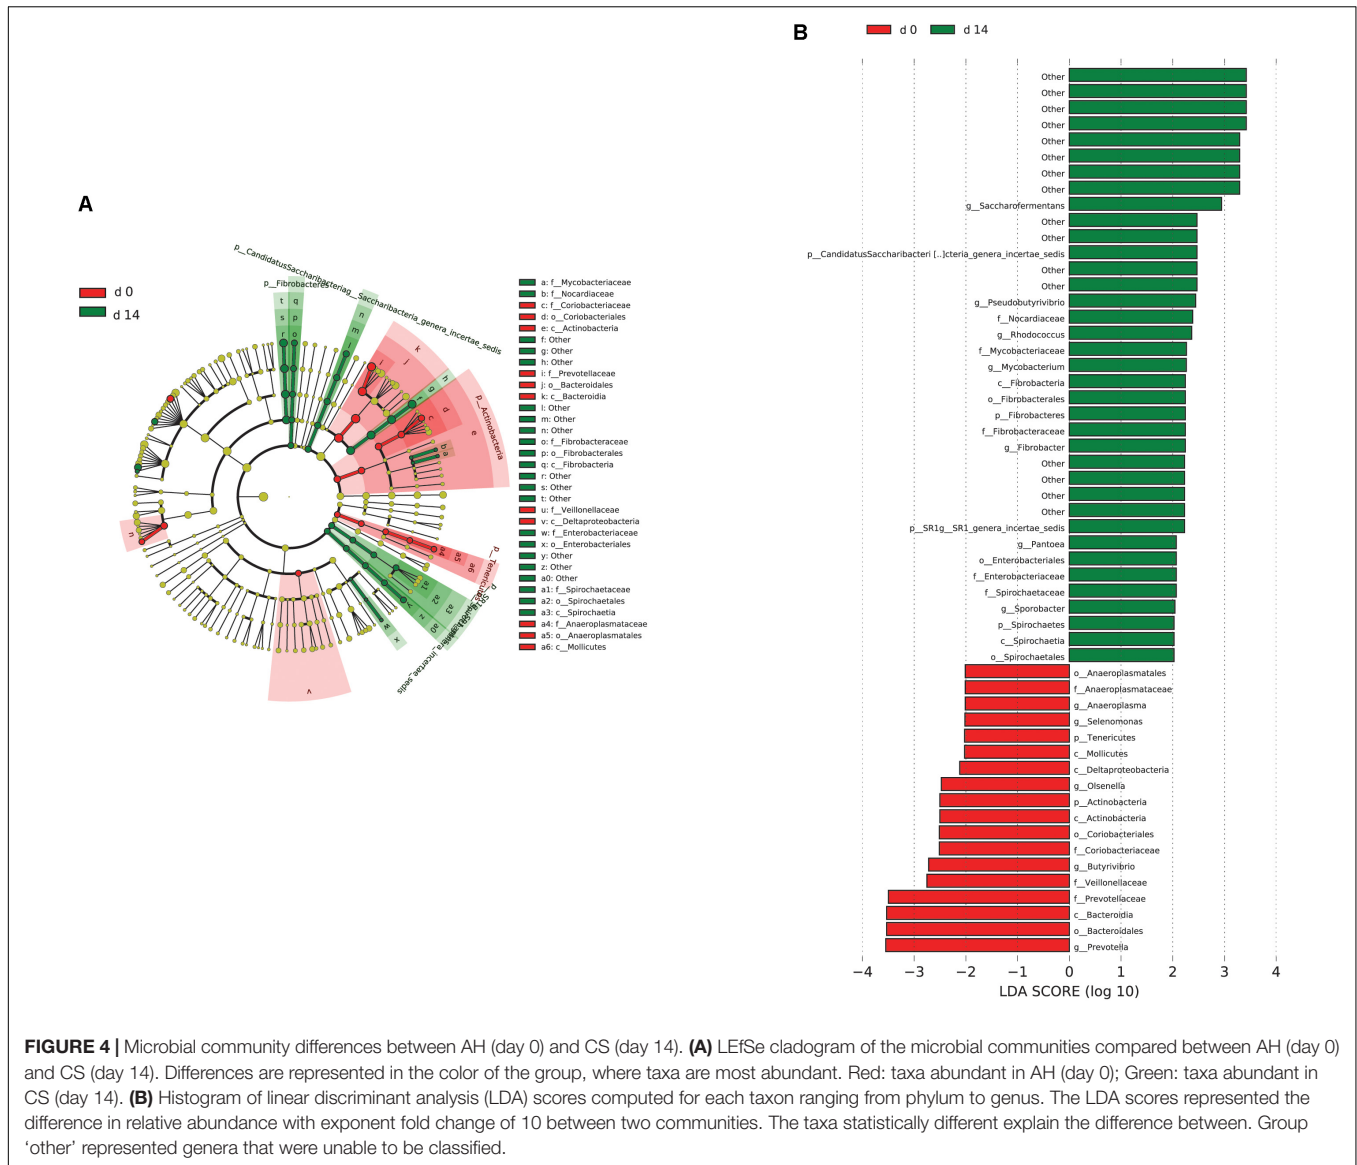 A
d 0
d 14
p__CandidatusSaccharibacteriag__Saccharibacteria_genera_incertae_sedis
p__Fibrobacteres
t q
s p
r o
n
m
l
k
j
i
h
g
f
p__Actinobacteria
d
c
e
b
a
u
v
a4
a5
a6
p__Tenericutes
a1
a2
a3
a0
z
y
w
x
a: f__Mycobacteriaceae
b: f__Nocardiaceae
c: f__Coriobacteriaceae
d: o__Coriobacteriales
e: c__Actinobacteria
f: Other
g: Other
h: Other
i: f__Prevotellaceae
j: o__Bacteroidales
k: c__Bacteroidia
l: Other
m: Other
n: Other
o: f__Fibrobacteraceae
p: o__Fibrobacterales
q: c__Fibrobacteria
r: Other
s: Other
t: Other
u: f__Veillonellaceae
v: c__Deltaproteobacteria
w: f__Enterobacteriaceae
x: o__Enterobacteriales
y: Other
z: Other
a0: Other
a1: f__Spirochaetaceae
a2: o__Spirochaetales
a3: c__Spirochaetia
a4: f__Anaeroplasmataceae
a5: o__Anaeroplasmatales
a6: c__Mollicutes
B
d 0 d 14
Other
Other
Other
Other
Other
Other
Other
Other
g__Saccharofermentans
Other
Other
p__CandidatusSaccharibacteri [..]cteria_genera_incertae_sedis
Other
Other
g__Pseudobutyrivibrio
f__Nocardiaceae
g__Rhodococcus
f__Mycobacteriaceae
g__Mycobacterium
c__Fibrobacteria
o__Fibrobacterales
p__Fibrobacteres
f__Fibrobacteraceae
g__Fibrobacter
Other
Other
Other
Other
p__SR1g__SR1_genera_incertae_sedis
g__Pantoea
o__Enterobacteriales
f__Enterobacteriaceae
f__Spirochaetaceae
g__Sporobacter
p__Spirochaetes
c__Spirochaetia
o__Spirochaetales
o__Anaeroplasmatales
f__Anaeroplasmataceae
g__Anaeroplasma
g__Selenomonas
p__Tenericutes
c__Mollicutes
c__Deltaproteobacteria
g__Olsenella
p__Actinobacteria
c__Actinobacteria
o__Coriobacteriales
f__Coriobacteriaceae
g__Butyrivibrio
f__Veillonellaceae
f__Prevotellaceae
c__Bacteroidia
o__Bacteroidales
g__Prevotella
−4 −3 −2 −1 0 1 2 3 4
LDA SCORE (log 10)
FIGURE 4 | Microbial community differences between AH (day 0) and CS (day 14). (A) LEfSe cladogram of the microbial communities compared between AH (day 0)
and CS (day 14). Differences are represented in the color of the group, where taxa are most abundant. Red: taxa abundant in AH (day 0); Green: taxa abundant in
CS (day 14). (B) Histogram of linear discriminant analysis (LDA) scores computed for each taxon ranging from phylum to genus. The LDA scores represented the
difference in relative abundance with exponent fold change of 10 between two communities. The taxa statistically different explain the difference between. Group
‘other’ represented genera that were unable to be classified.